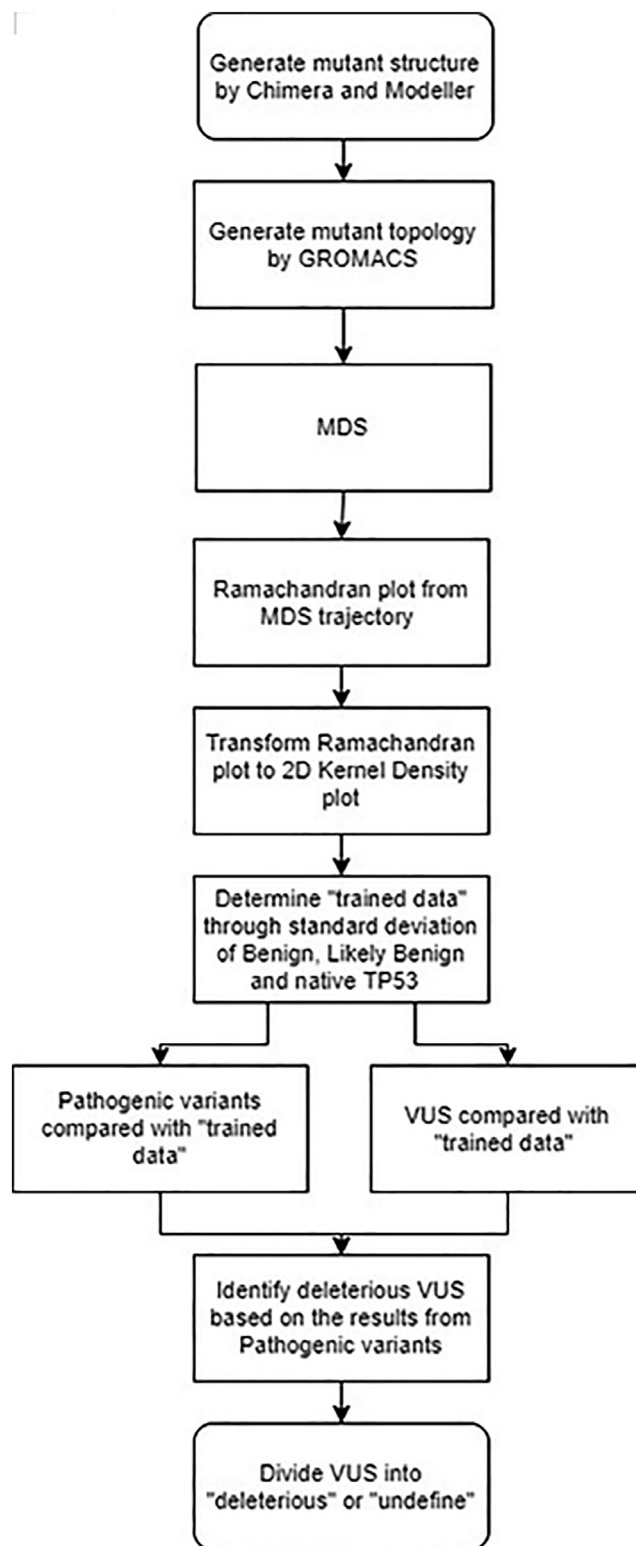 Generate mutant structure
by Chimera and Modeller
Generate mutant topology
by GROMACS
MDS
Ramachandran plot from
MDS trajectory
Transform Ramachandran
plot to 2D Kernel Density
plot
Determine "trained data"
through standard deviation
of Benign, Likely Benign
and native TP53
Pathogenic variants
compared with "trained
data"
VUS compared with
"trained data"
Identify deleterious VUS
based on the results from
Pathogenic variants
Divide VUS into
"deleterious" or "undefine"